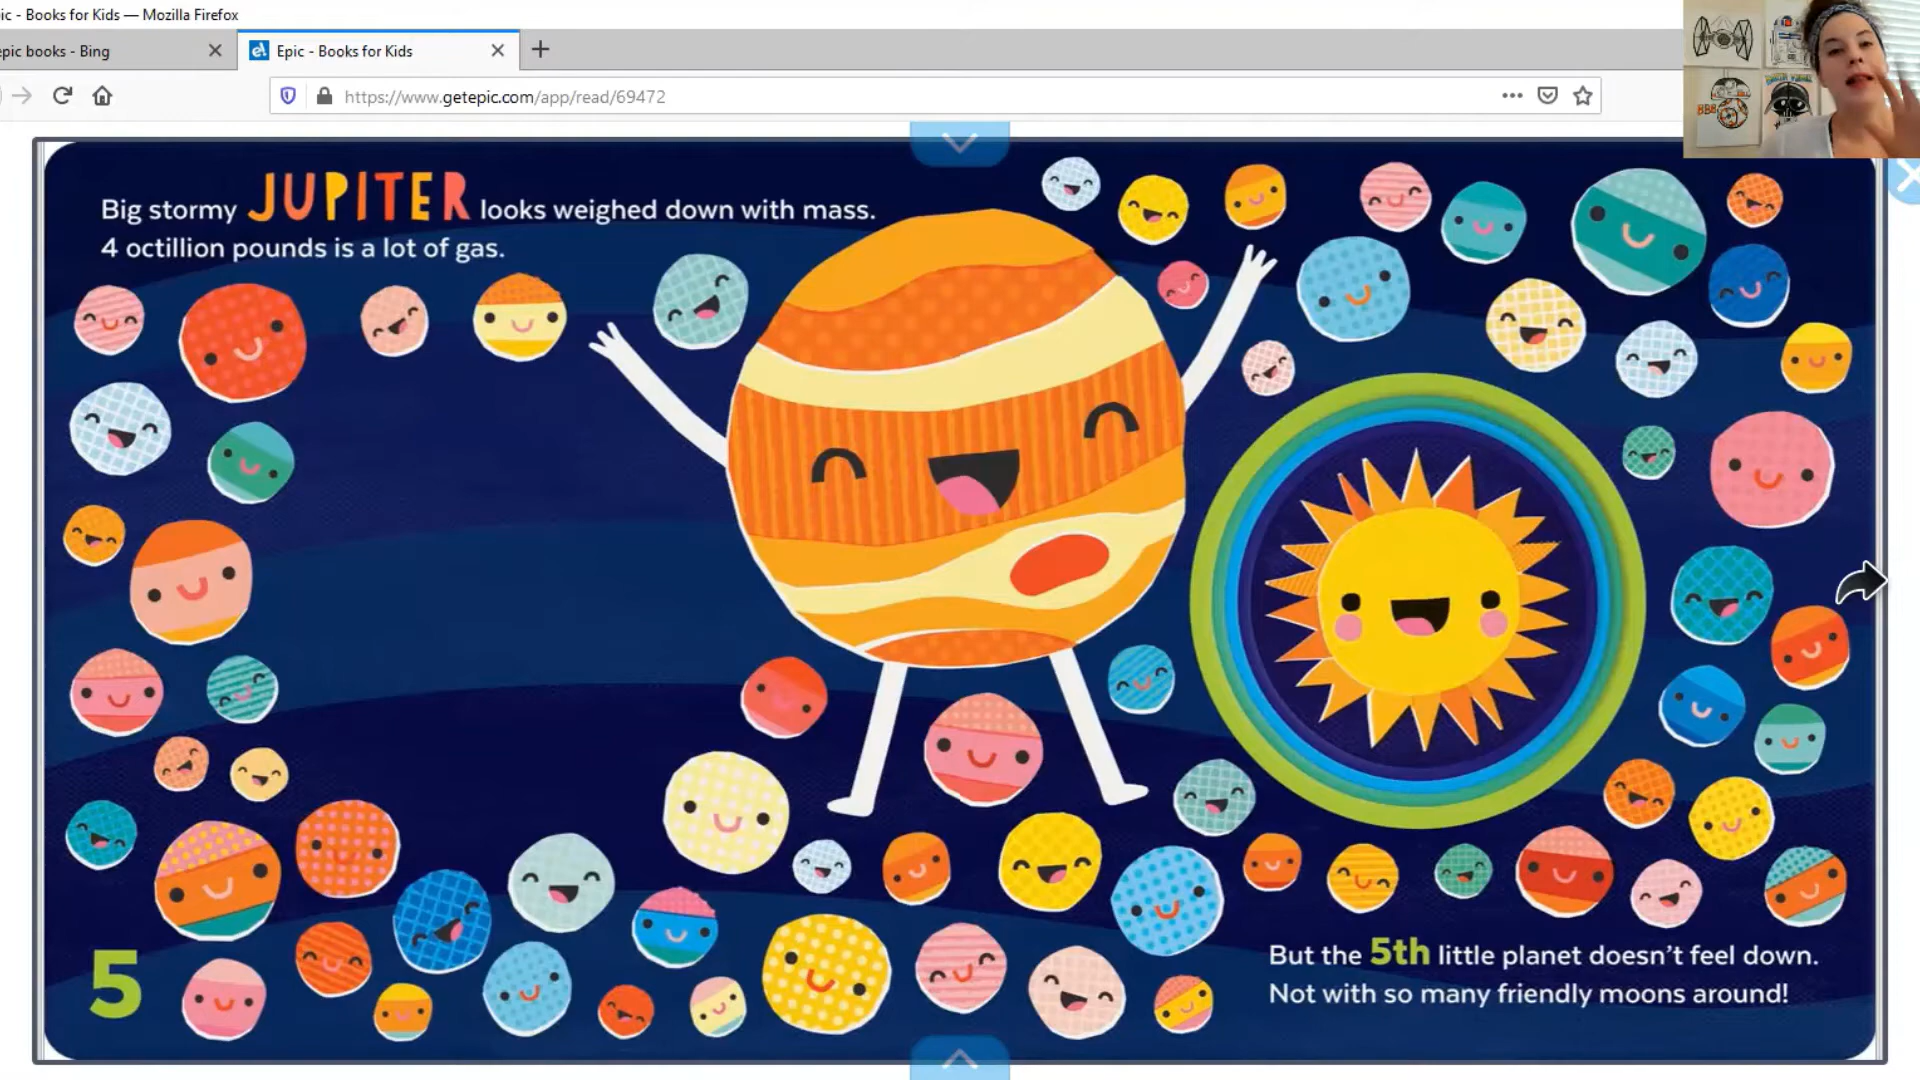 ic - Books for Kids — Mozilla Firefox
epic books - Bing
Epic - Books for Kids
https://www.getepic.com/app/read/69472
Big stormy JUPITER looks weighed down with mass.
4 octillion pounds is a lot of gas.
5
But the 5th little planet doesn't feel down.
Not with so many friendly moons around!